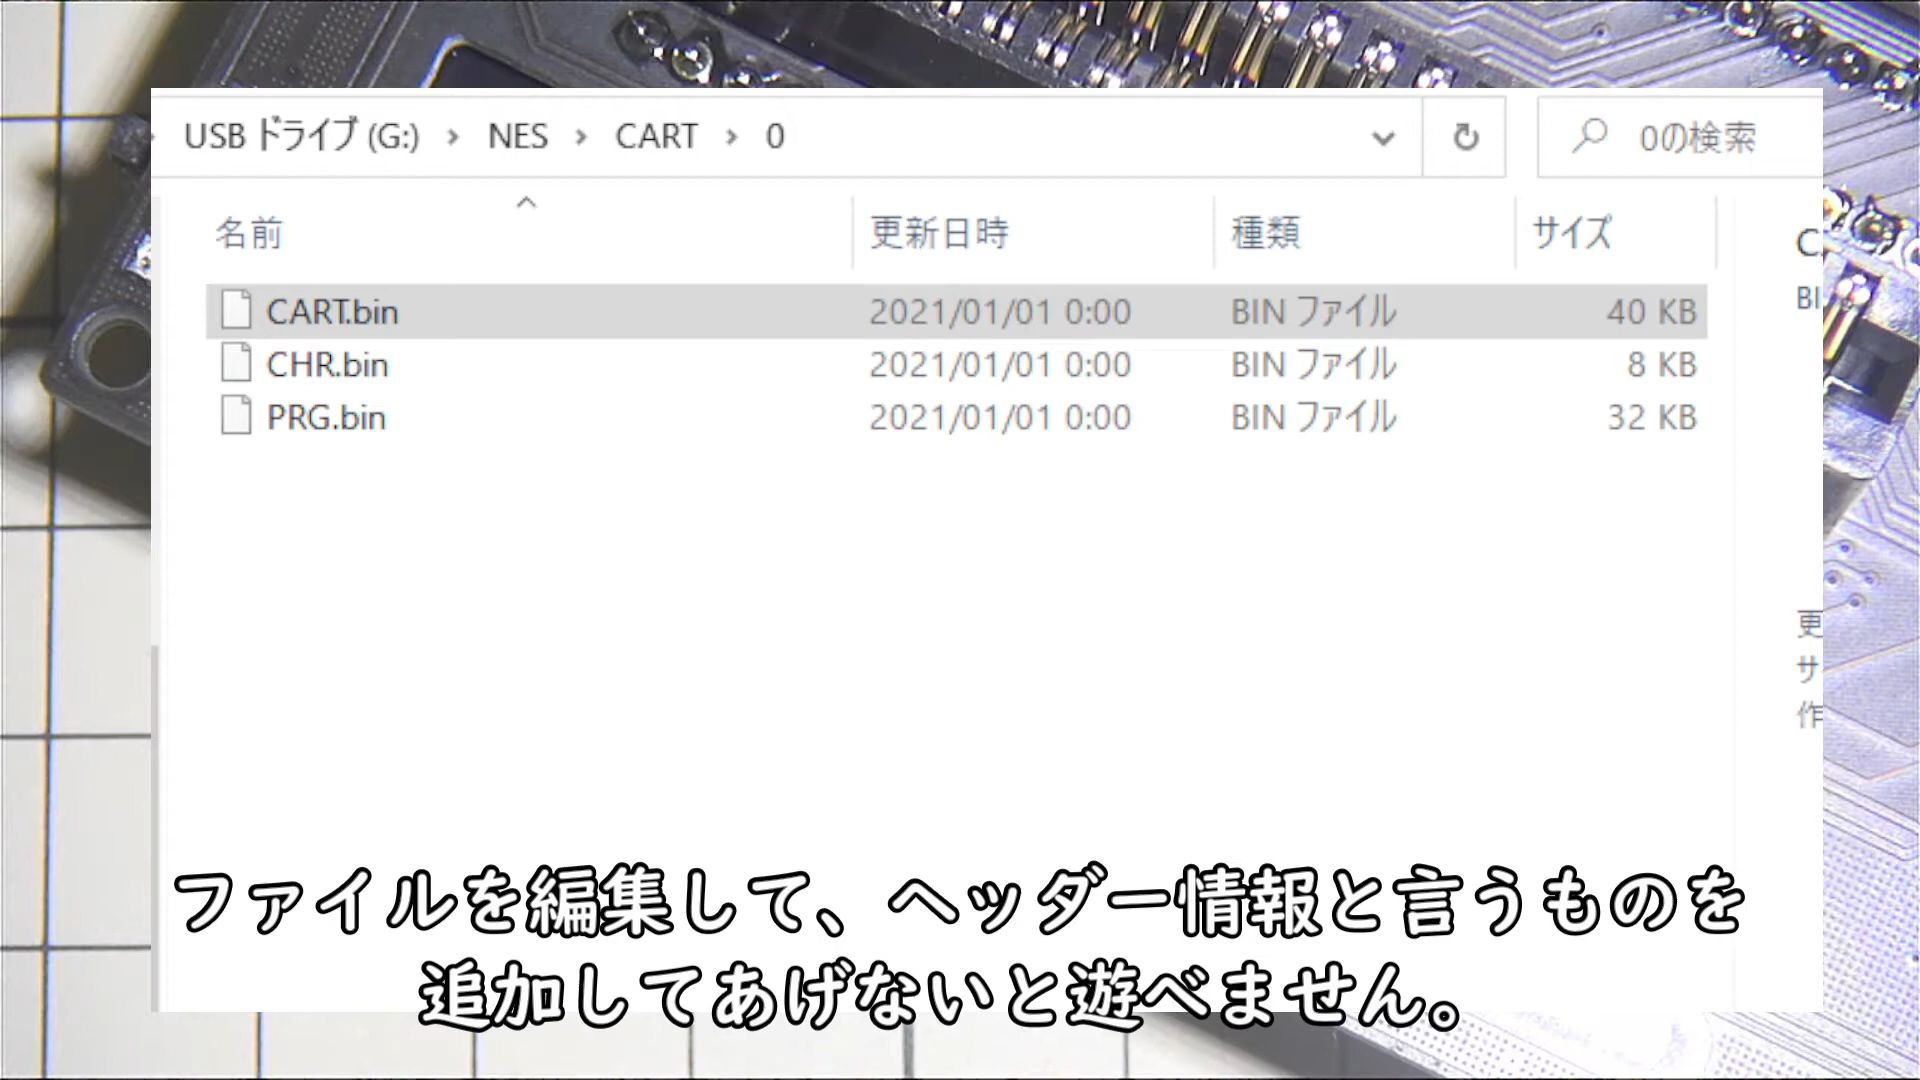 USB ドライブ (G:) › NES › CART › 0
0の検索
名前 更新日時 種類 サイズ
CART.bin 2021/01/01 0:00 BIN ファイル 40 KB
CHR.bin 2021/01/01 0:00 BIN ファイル 8 KB
PRG.bin 2021/01/01 0:00 BIN ファイル 32 KB
ファイルを編集して、ヘッダー情報と言うものを
追加してあげないと遊べません。